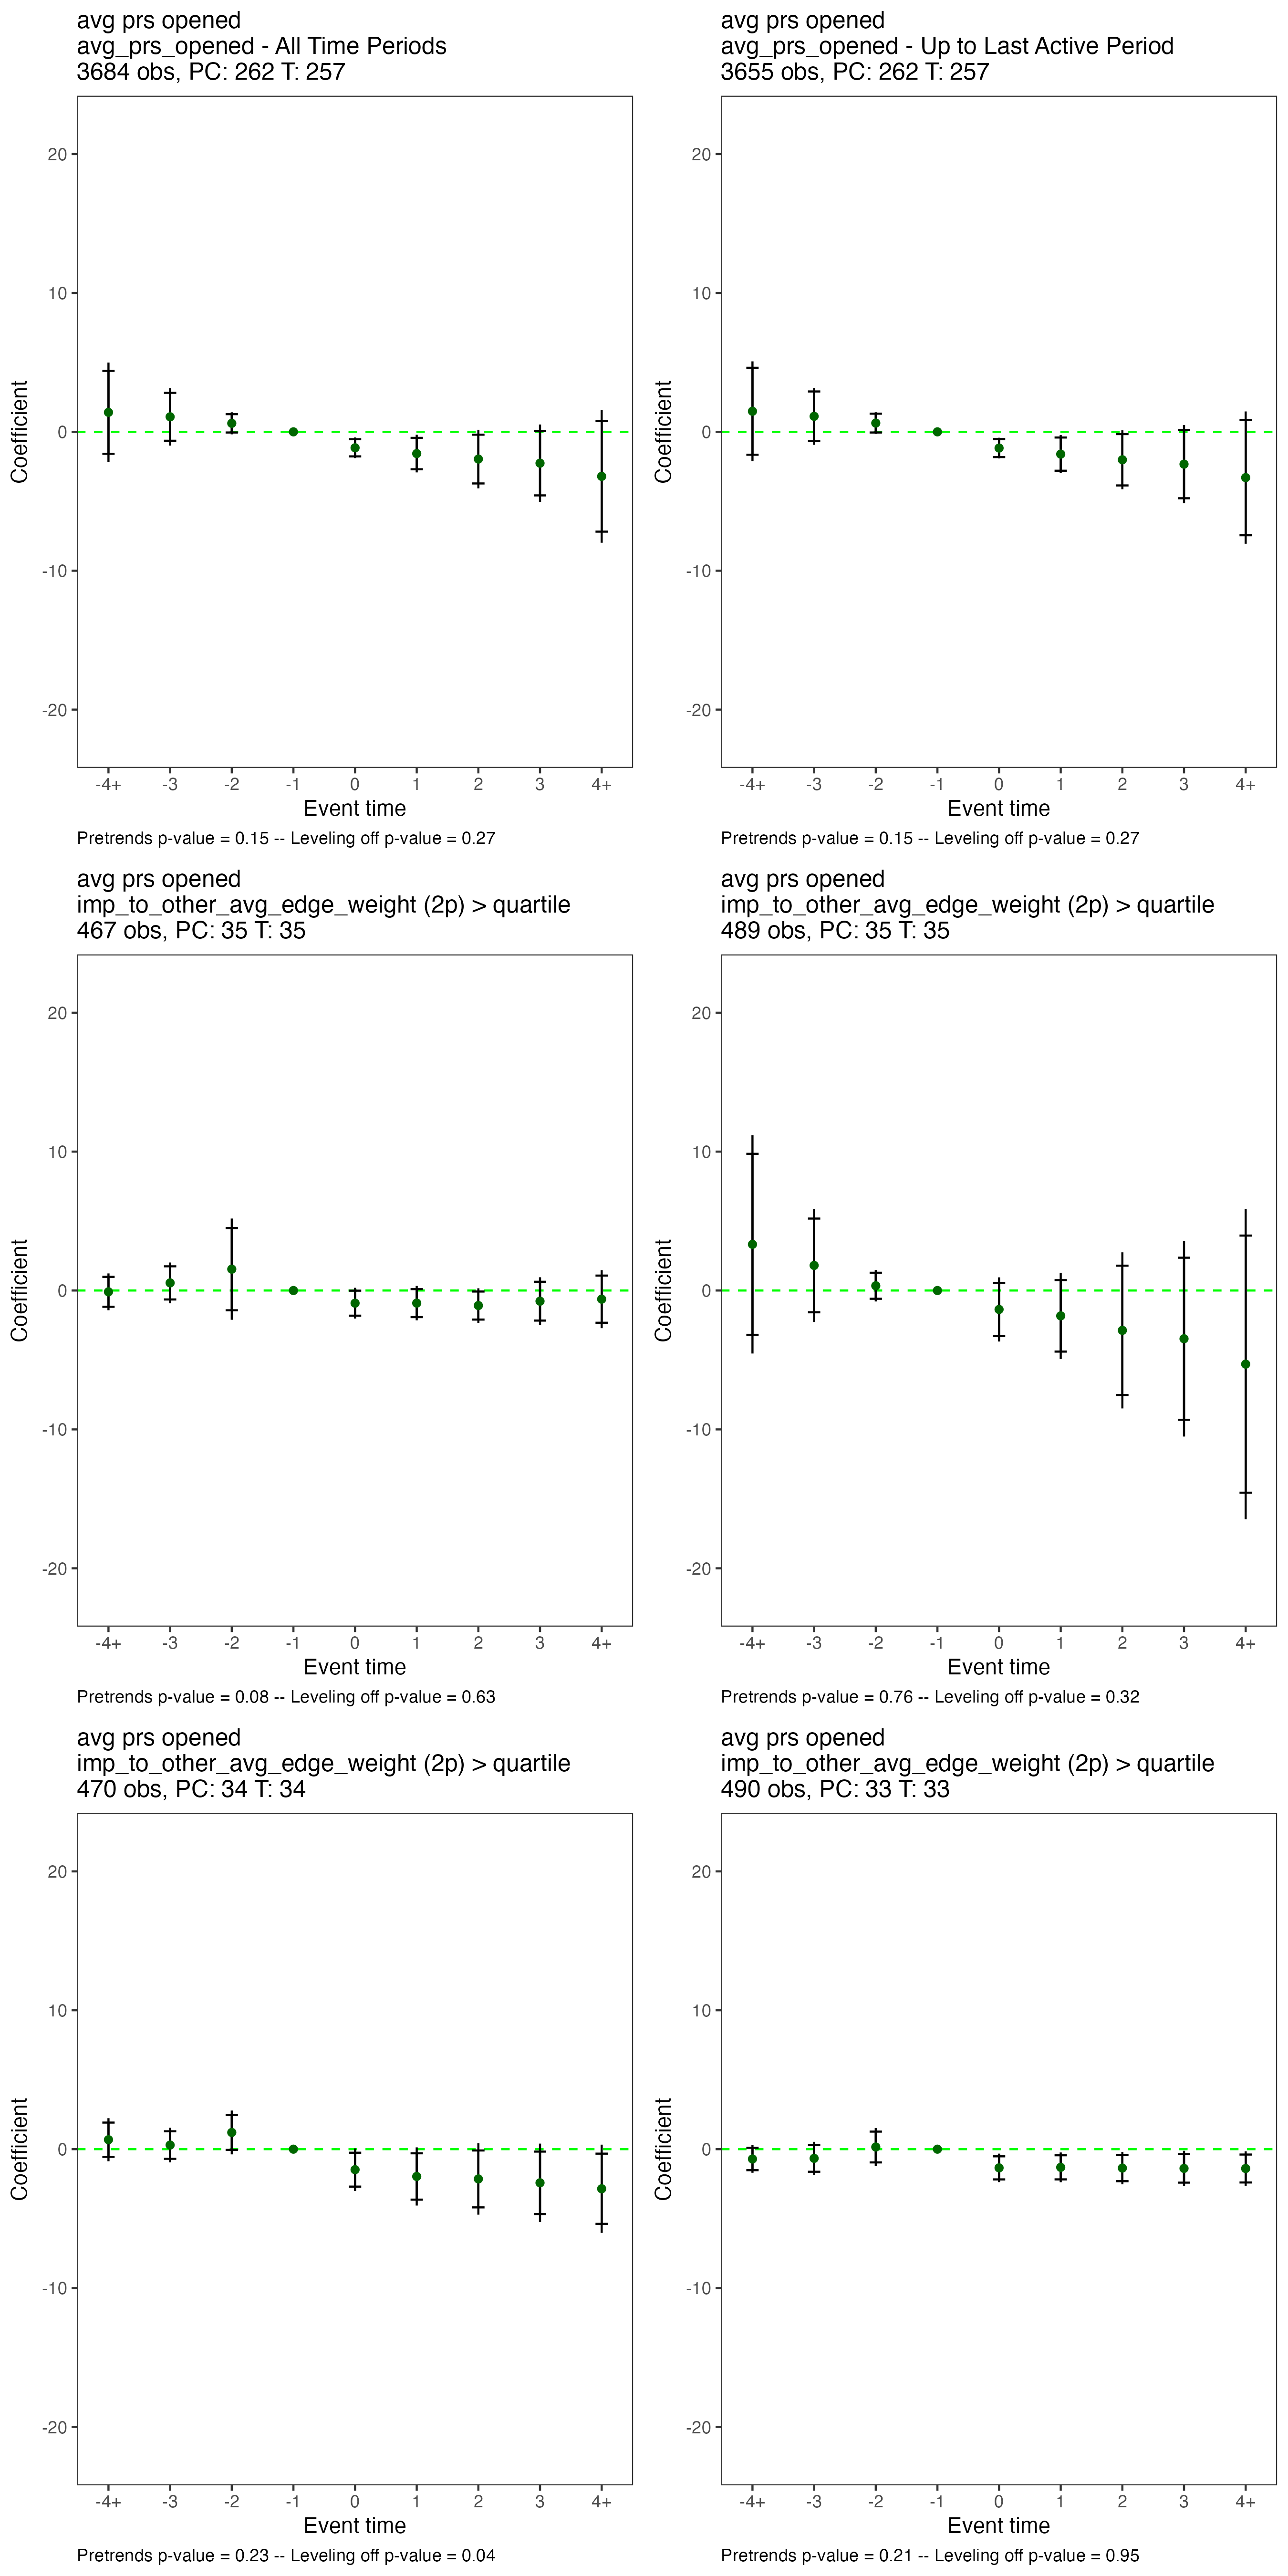 avg prs opened
avg_prs_opened - All Time Periods
3684 obs, PC: 262 T: 257
20
10
0
-10
-20
Coefficient
-4+ -3 -2 -1 0 1 2 3 4+
Event time
Pretrends p-value = 0.15 -- Leveling off p-value = 0.27
avg prs opened
avg_prs_opened - Up to Last Active Period
3655 obs, PC: 262 T: 257
20
10
0
-10
-20
Coefficient
-4+ -3 -2 -1 0 1 2 3 4+
Event time
Pretrends p-value = 0.15 -- Leveling off p-value = 0.27
avg prs opened
imp_to_other_avg_edge_weight (2p) > quartile
467 obs, PC: 35 T: 35
20
10
0
-10
-20
Coefficient
-4+ -3 -2 -1 0 1 2 3 4+
Event time
Pretrends p-value = 0.08 -- Leveling off p-value = 0.63
avg prs opened
imp_to_other_avg_edge_weight (2p) > quartile
489 obs, PC: 35 T: 35
20
10
0
-10
-20
Coefficient
-4+ -3 -2 -1 0 1 2 3 4+
Event time
Pretrends p-value = 0.76 -- Leveling off p-value = 0.32
avg prs opened
imp_to_other_avg_edge_weight (2p) > quartile
470 obs, PC: 34 T: 34
20
10
0
-10
-20
Coefficient
-4+ -3 -2 -1 0 1 2 3 4+
Event time
Pretrends p-value = 0.23 -- Leveling off p-value = 0.04
avg prs opened
imp_to_other_avg_edge_weight (2p) > quartile
490 obs, PC: 33 T: 33
20
10
0
-10
-20
Coefficient
-4+ -3 -2 -1 0 1 2 3 4+
Event time
Pretrends p-value = 0.21 -- Leveling off p-value = 0.95